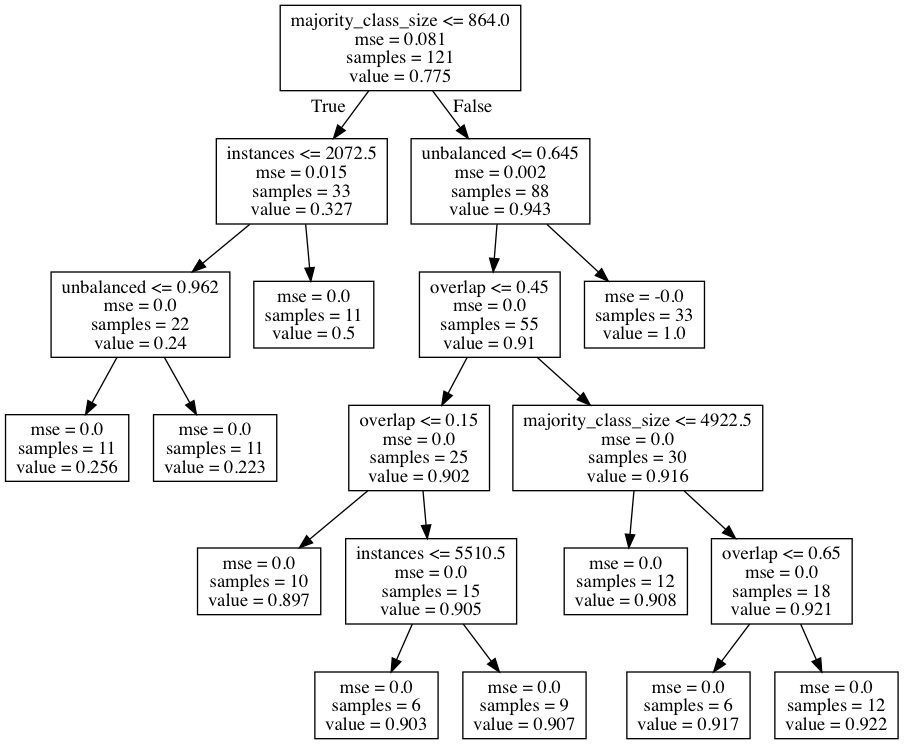 majority_class_size <= 864.0
mse = 0.081
samples = 121
value = 0.775
True
False
instances <= 2072.5
mse = 0.015
samples = 33
value = 0.327
unbalanced <= 0.645
mse = 0.002
samples = 88
value = 0.943
unbalanced <= 0.962
mse = 0.0
samples = 22
value = 0.24
mse = 0.0
samples = 11
value = 0.5
overlap <= 0.45
mse = 0.0
samples = 55
value = 0.91
mse = -0.0
samples = 33
value = 1.0
mse = 0.0
samples = 11
value = 0.256
mse = 0.0
samples = 11
value = 0.223
overlap <= 0.15
mse = 0.0
samples = 25
value = 0.902
majority_class_size <= 4922.5
mse = 0.0
samples = 30
value = 0.916
mse = 0.0
samples = 10
value = 0.897
instances <= 5510.5
mse = 0.0
samples = 15
value = 0.905
mse = 0.0
samples = 12
value = 0.908
overlap <= 0.65
mse = 0.0
samples = 18
value = 0.921
mse = 0.0
samples = 6
value = 0.903
mse = 0.0
samples = 9
value = 0.907
mse = 0.0
samples = 6
value = 0.917
mse = 0.0
samples = 12
value = 0.922